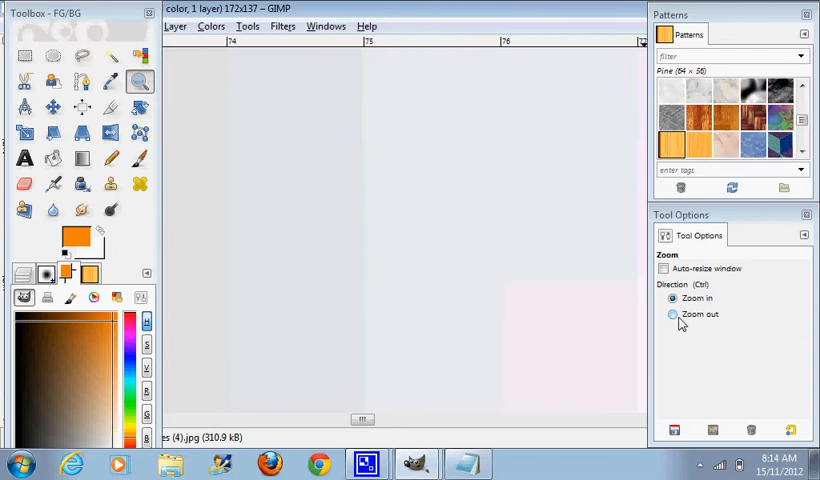 Toolbox - FG/BG
color, 1 layer) 172x137 – GIMP
Layer Colors Tools Filters Windows Help
74 75 76 77
Patterns
Patterns
filter
Pine (64 × 56)
enter tags
Tool Options
Tool Options
Zoom
Auto-resize window
Direction (Ctrl)
Zoom in
Zoom out
H
S
V
R
G
B
es (4).jpg (310.9 kB)
8:14 AM
15/11/2012